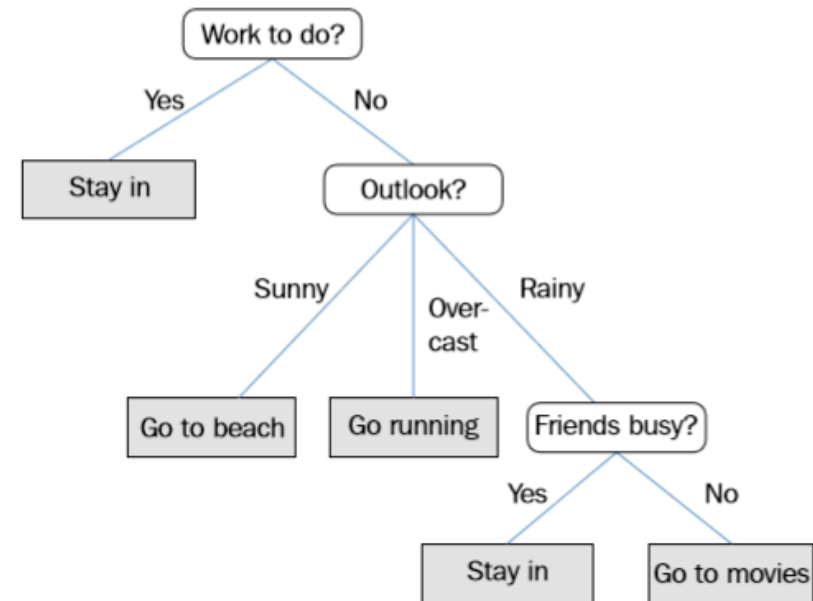 Work to do?
Yes
No
Stay in
Outlook?
Sunny
Over-
cast
Rainy
Go to beach
Go running
Friends busy?
Yes
No
Stay in
Go to movies